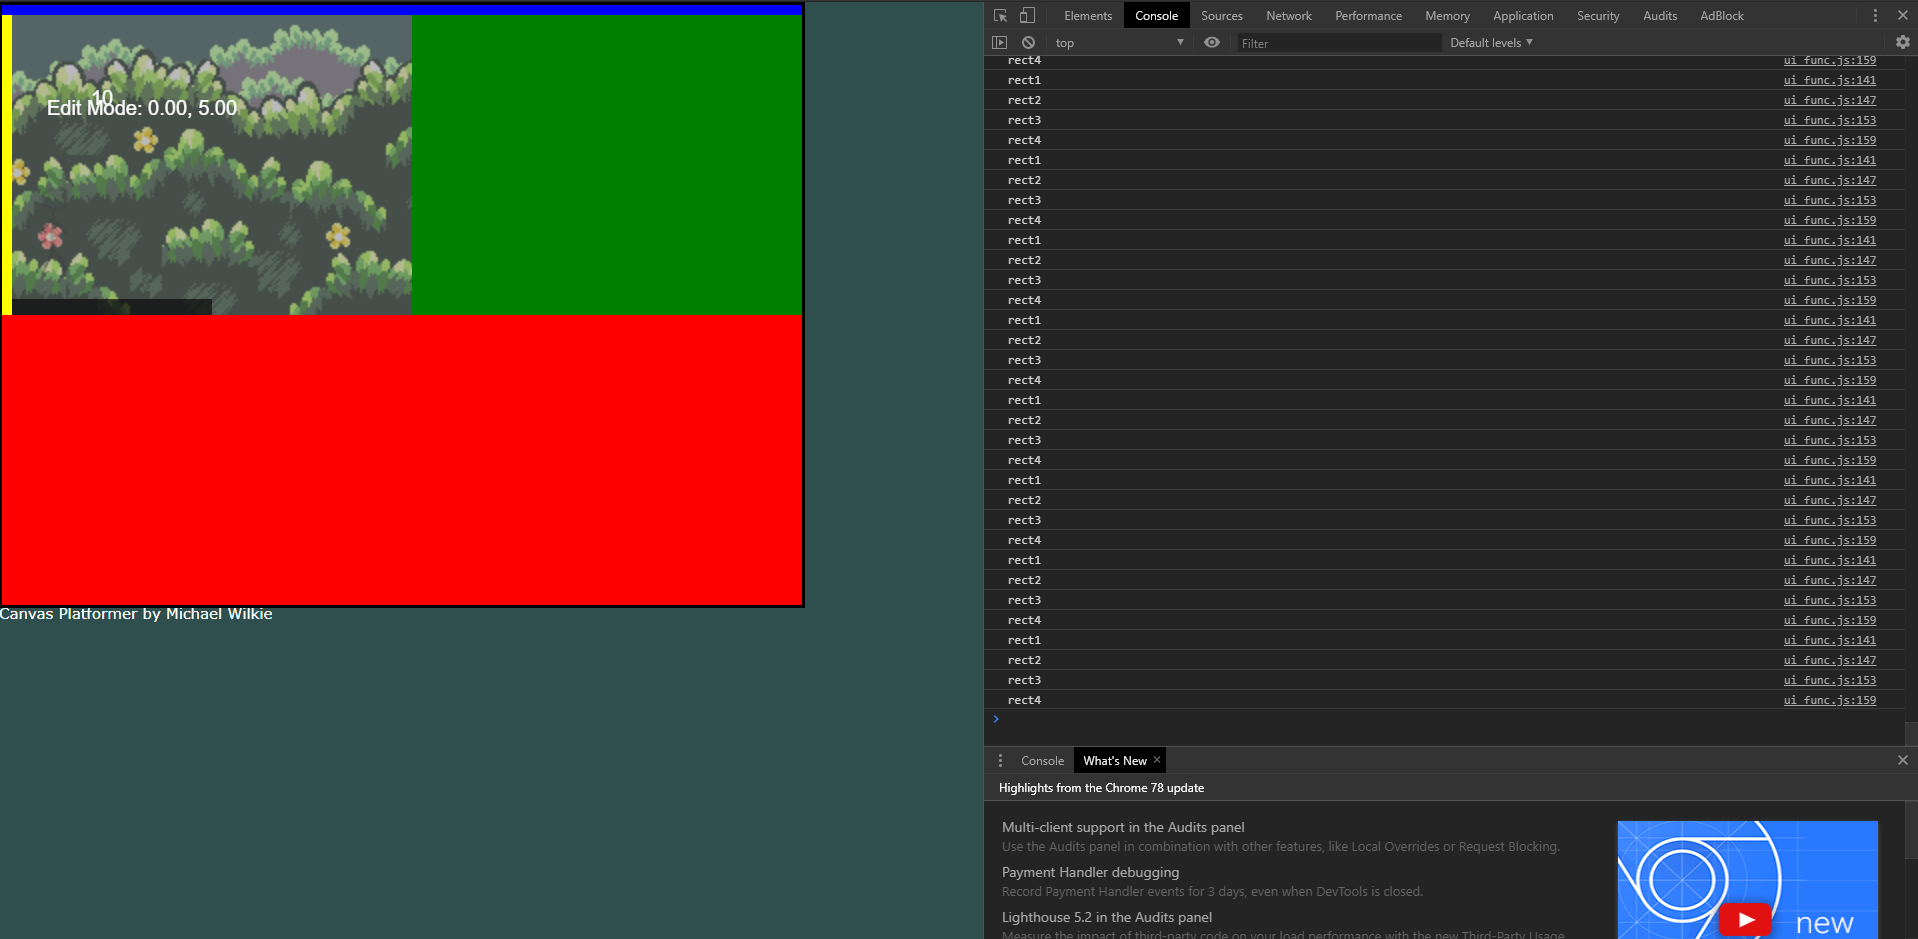 10
Edit Mode: 0.00, 5.00
Canvas Platformer by Michael Wilkie
Elements Console Sources Network Performance Memory Application Security Audits AdBlock
top Filter Default levels
rect4 ui_func.js:159
rect1 ui_func.js:141
rect2 ui_func.js:147
rect3 ui_func.js:153
rect4 ui_func.js:159
rect1 ui_func.js:141
rect2 ui_func.js:147
rect3 ui_func.js:153
rect4 ui_func.js:159
rect1 ui_func.js:141
rect2 ui_func.js:147
rect3 ui_func.js:153
rect4 ui_func.js:159
rect1 ui_func.js:141
rect2 ui_func.js:147
rect3 ui_func.js:153
rect4 ui_func.js:159
rect1 ui_func.js:141
rect2 ui_func.js:147
rect3 ui_func.js:153
rect4 ui_func.js:159
rect1 ui_func.js:141
rect2 ui_func.js:147
rect3 ui_func.js:153
rect4 ui_func.js:159
rect1 ui_func.js:141
rect2 ui_func.js:147
rect3 ui_func.js:153
rect4 ui_func.js:159
rect1 ui_func.js:141
rect2 ui_func.js:147
rect3 ui_func.js:153
rect4 ui_func.js:159
Console What's New
Highlights from the Chrome 78 update
Multi-client support in the Audits panel
Use the Audits panel in combination with other features, like Local Overrides or Request Blocking.
Payment Handler debugging
Record Payment Handler events for 3 days, even when DevTools is closed.
Lighthouse 5.2 in the Audits panel
Measure the impact of third-party code on your load performance with the new Third-Party Usage
new